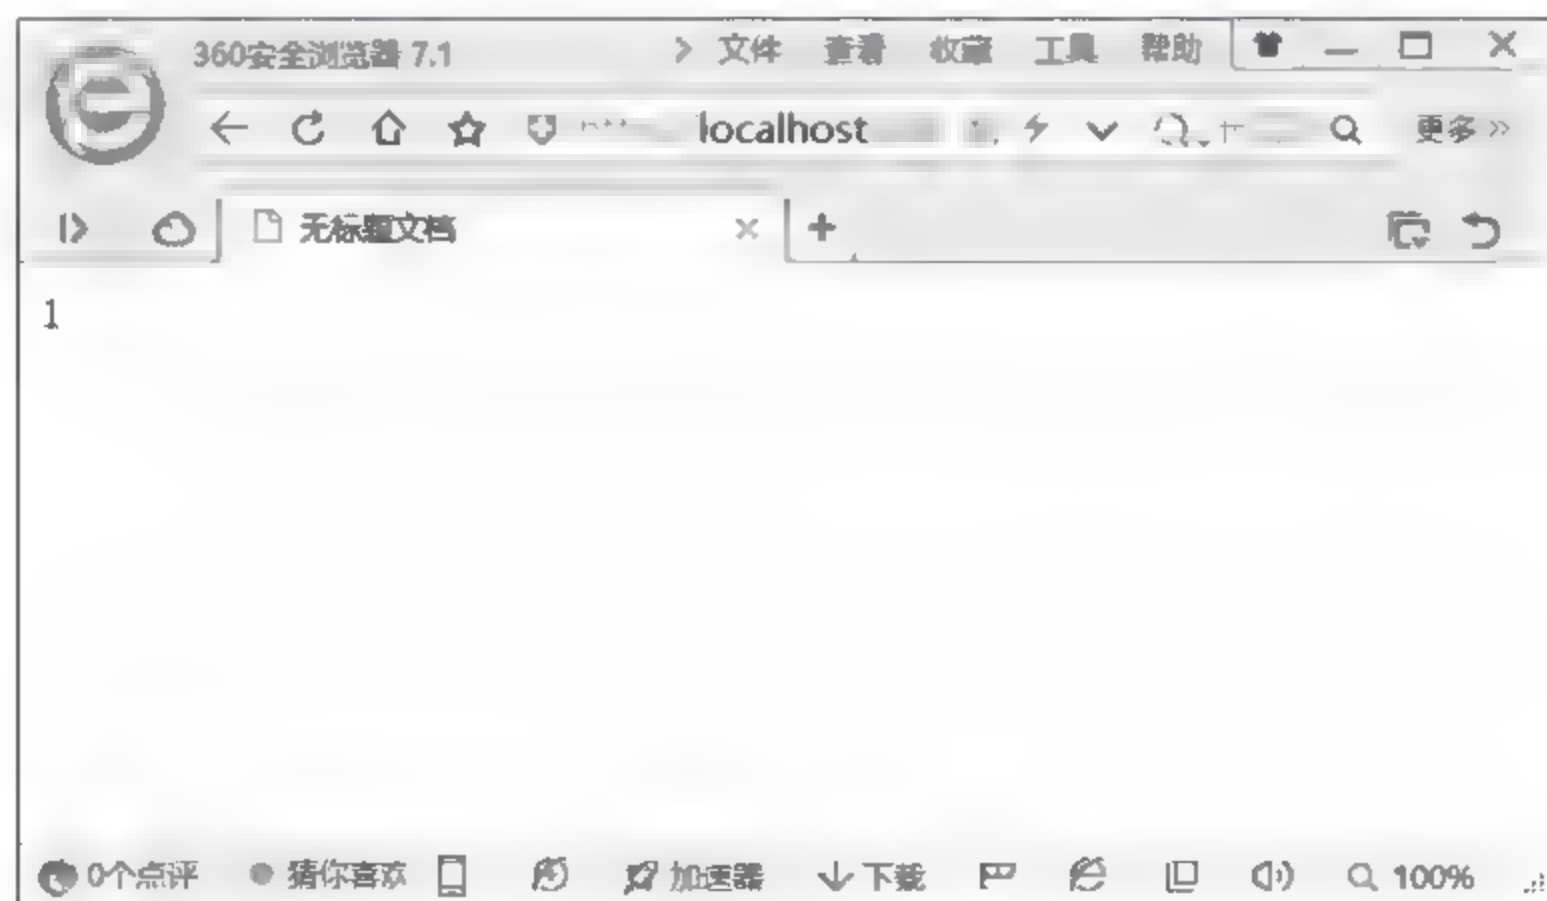 360安全浏览器 7.1 文件 查看 收藏 工具 帮助
localhost 更多
无标题文档
1
0个点评 猜你喜欢 加速器 下载 100%